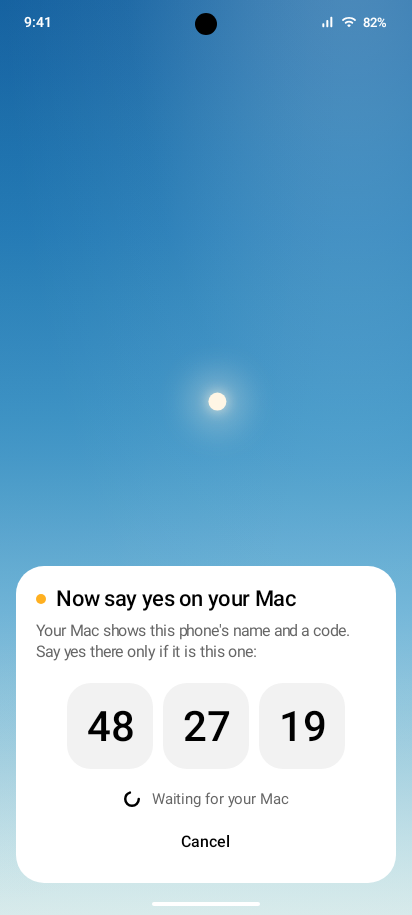 9:41
82%
Now say yes on your Mac
Your Mac shows this phone's name and a code.
Say yes there only if it is this one:
48 27 19
Waiting for your Mac
Cancel